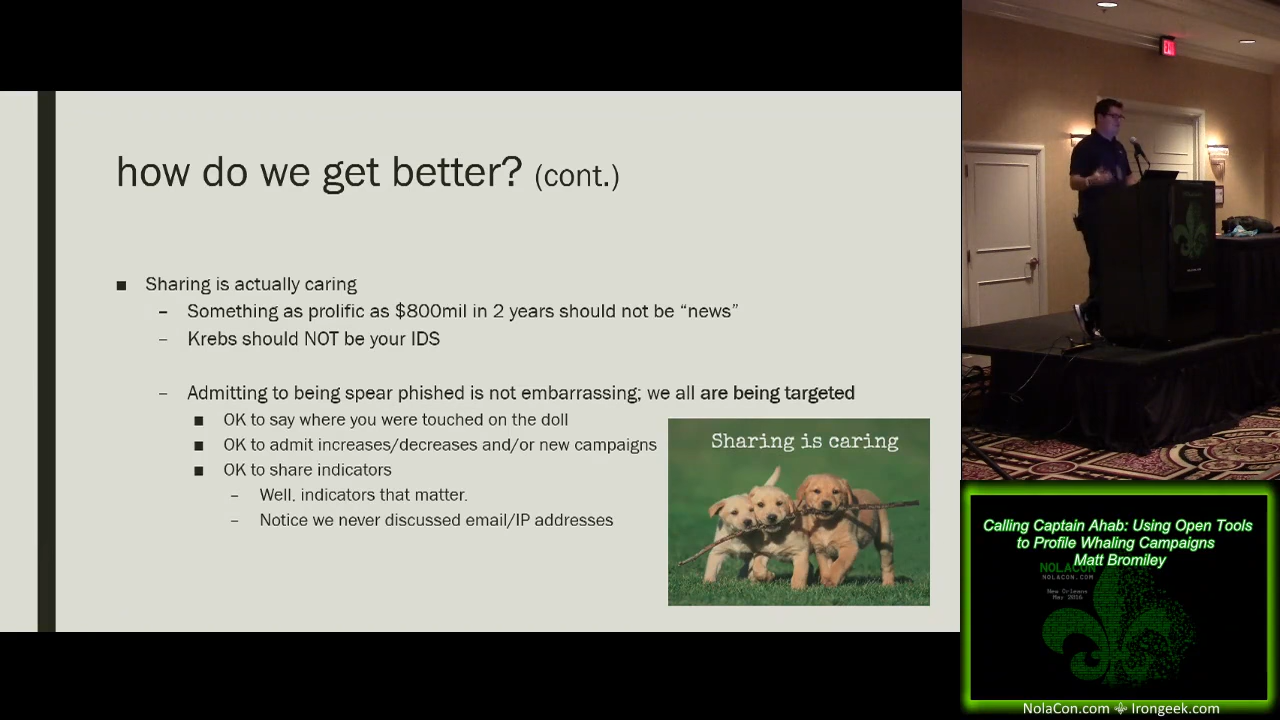 how do we get better? (cont.)
Sharing is actually caring
– Something as prolific as $800mil in 2 years should not be “news”
– Krebs should NOT be your IDS
– Admitting to being spear phished is not embarrassing; we all are being targeted
OK to say where you were touched on the doll
OK to admit increases/decreases and/or new campaigns
OK to share indicators
– Well, indicators that matter.
– Notice we never discussed email/IP addresses
Sharing is caring
Calling Captain Ahab: Using Open Tools
to Profile Whaling Campaigns
Matt Bromiley
NOLACON
NOLACON.COM
New Orleans
May 2016
NolaCon.com ⚜ Irongeek.com